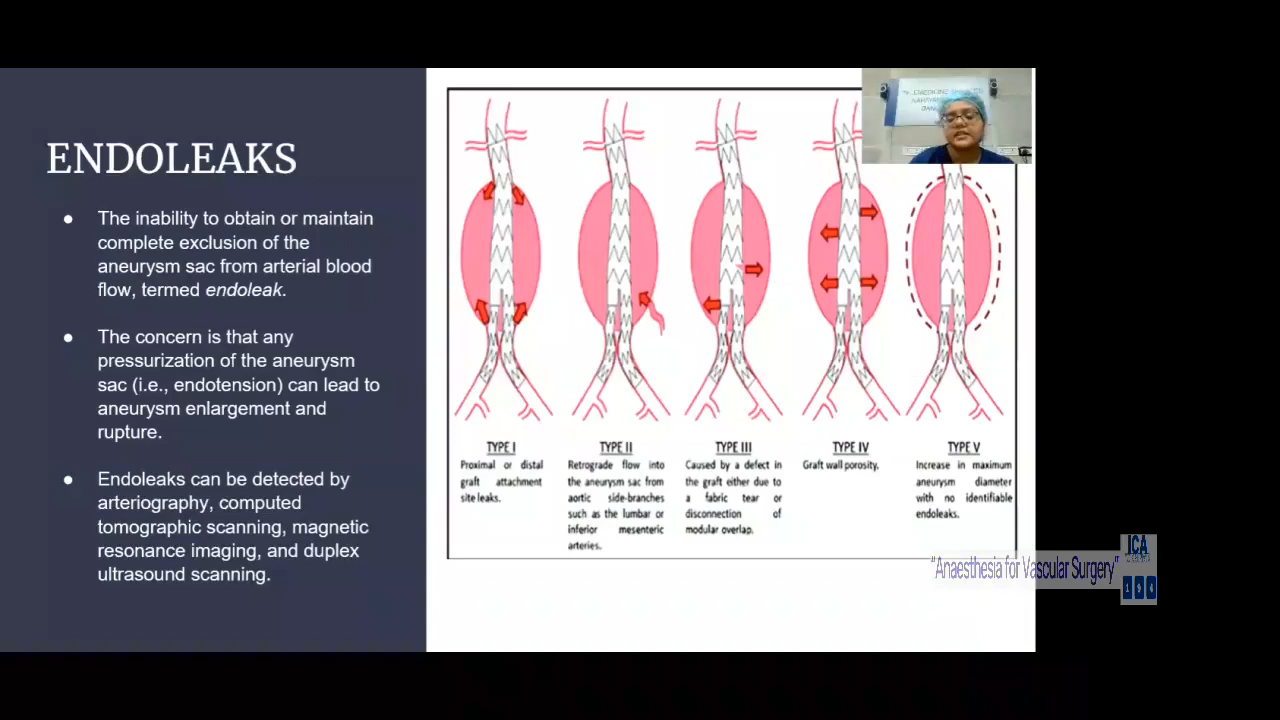 ENDOLEAKS
● The inability to obtain or maintain
complete exclusion of the
aneurysm sac from arterial blood
flow, termed endoleak.
● The concern is that any
pressurization of the aneurysm
sac (i.e., endotension) can lead to
aneurysm enlargement and
rupture.
● Endoleaks can be detected by
arteriography, computed
tomographic scanning, magnetic
resonance imaging, and duplex
ultrasound scanning.
TYPE I
Proximal or distal
graft attachment
site leaks.
TYPE II
Retrograde flow into
the aneurysm sac from
aortic side-branches
such as the lumbar or
inferior mesenteric
arteries.
TYPE III
Caused by a defect in
the graft either due to
a fabric tear or
disconnection of
modular overlap.
TYPE IV
Graft wall porosity.
TYPE V
Increase in maximum
aneurysm diameter
with no identifiable
endoleaks.
"Anaesthesia for Vascular Surgery"
ICA